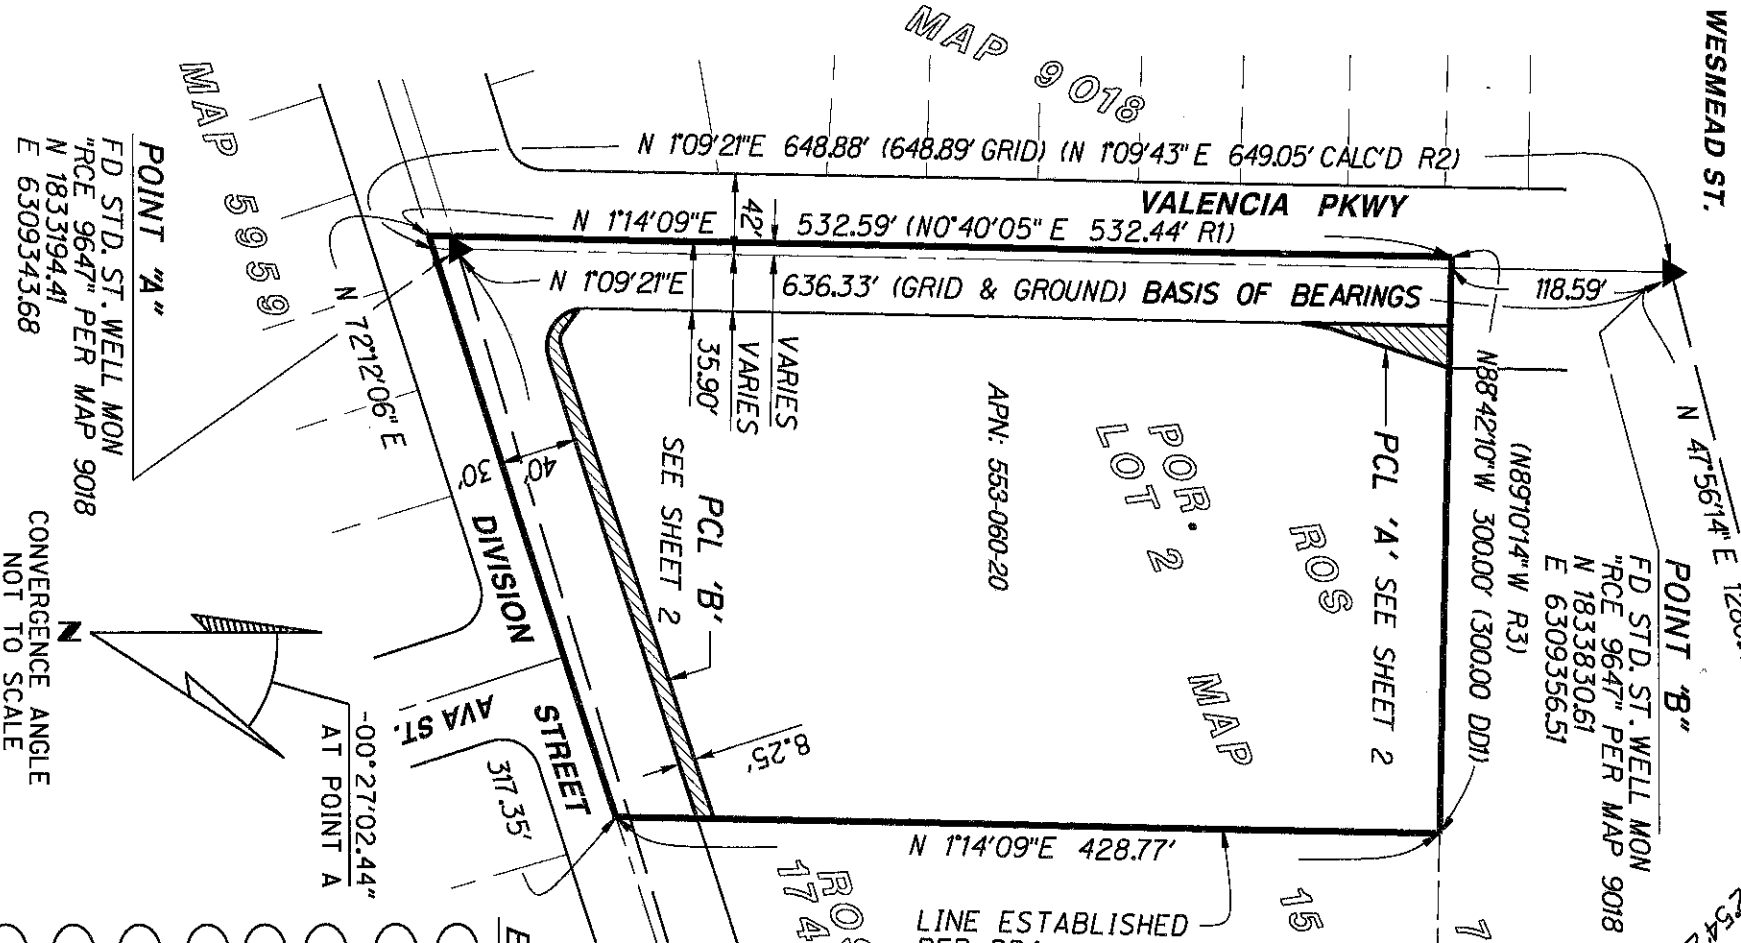 WESMEAD ST.
MAP 9018
N 1°09'21"E 648.88' (648.89' GRID) (N 1°09'43"E 649.05' CALC'D R2)
VALENCIA PKWY
N 1°14'09"E 532.59' (N0°40'05"E 532.44' R1)
42'
N 1°09'21"E 636.33' (GRID & GROUND) BASIS OF BEARINGS
118.59'
MAP 5959
POINT "A"
FD STD. ST. WELL MON
"RCE 9647" PER MAP 9018
N 1833194.41
E 6309343.68
N 72°12'06"E
VARIES
VARIES
35.90'
N 47°56'14"E
POINT "B"
FD STD. ST. WELL MON
"RCE 9647" PER MAP 9018
N 1833830.61
E 6309356.51
(N89°10'14"W R3)
N88°42'10"W 300.00' (300.00 DD11)
PCL 'A' SEE SHEET 2
APN: 553-060-20
POR. LOT 2
ROS
MAP
15
7
PCL 'B'
SEE SHEET 2
40'
30'
DIVISION
STREET
AVA ST.
8.25'
317.35'
N 1°14'09"E 428.77'
LINE ESTABLISHED
ROS
174
N
-00°27'02.44"
AT POINT A
CONVERGENCE ANGLE
NOT TO SCALE